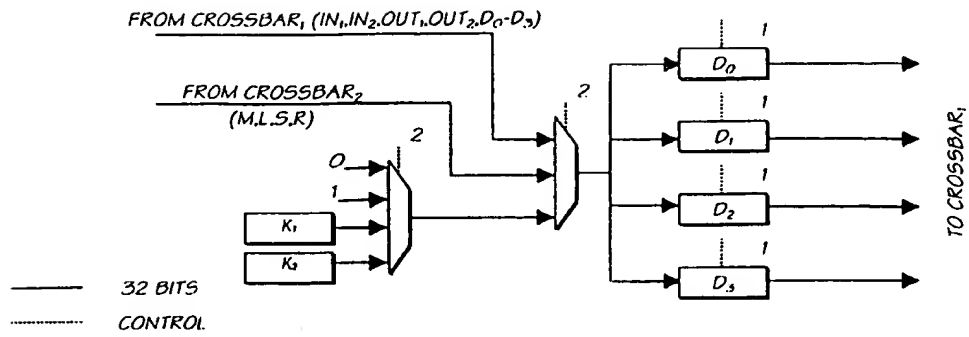 FROM CROSSBAR₁ (IN₁,IN₂,OUT₁,OUT₂,D₀-D₃)
1
D₀
FROM CROSSBAR₂
(M,L,S,R)
2
1
D₁
2
0
1
K₁
K₂
1
D₂
1
D₃
TO CROSSBAR₁
32 BITS
CONTROL